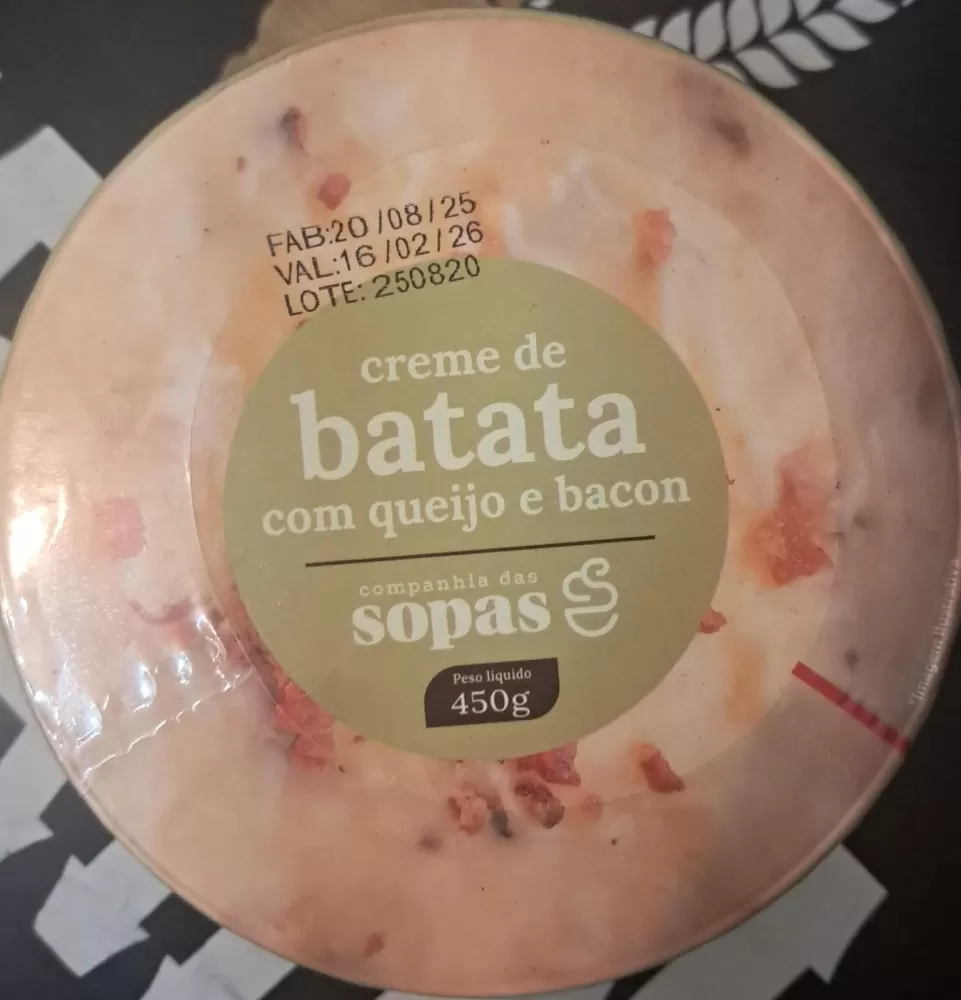 FAB:20 /08/25
VAL:16 /02/26
LOTE: 250820
creme de
batata
com queijo e bacon
companhia das
sopas
Peso líquido
450g